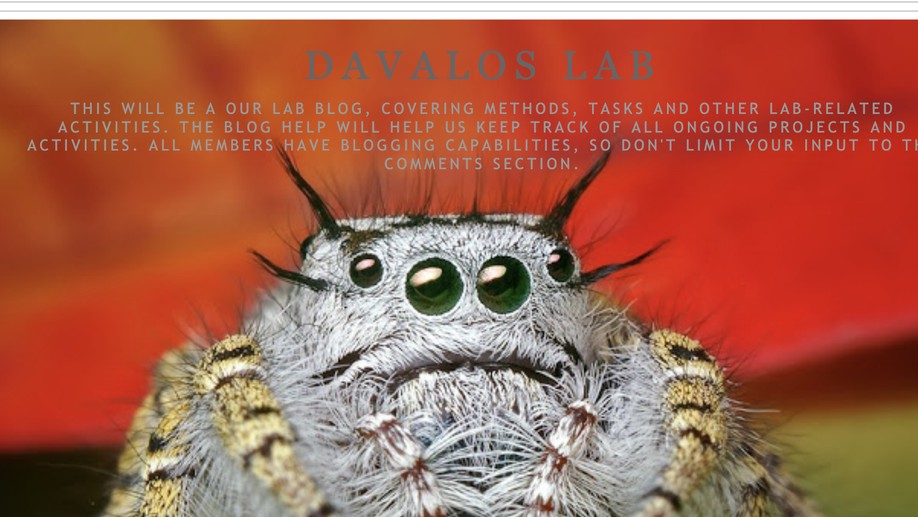 DAVALOS LAB
THIS WILL BE A OUR LAB BLOG, COVERING METHODS, TASKS AND OTHER LAB-RELATED
ACTIVITIES. THE BLOG HELP WILL HELP US KEEP TRACK OF ALL ONGOING PROJECTS AND
ACTIVITIES. ALL MEMBERS HAVE BLOGGING CAPABILITIES, SO DON'T LIMIT YOUR INPUT TO
COMMENTS SECTION.